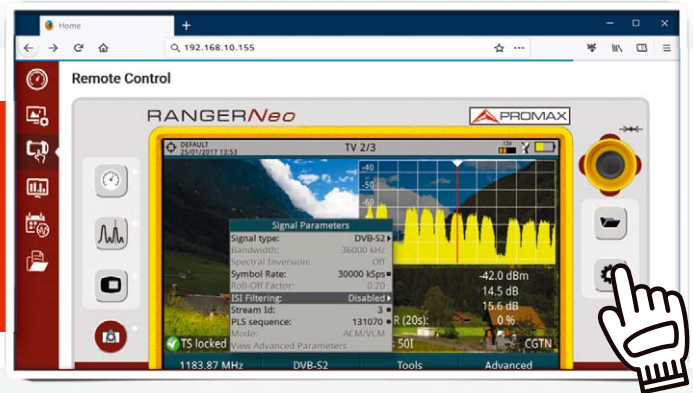 Home
192.168.10.155
Remote Control
RANGERNeo
PROMAX
DEFAULT
25/01/2017 13:53
TV 2/3
-40
-50
-60
Signal Parameters
Signal type: DVB-S2
Bandwidth: 36000 kHz
Spectral Inversion: Off
Symbol Rate: 30000 kSps
Roll-Off Factor: 0.20
ISI Filtering: Disabled
Stream Id: 3
PLS sequence: 131070
Mode: ACM/VCM
View Advanced Parameters
-42.0 dBm
14.5 dB
15.6 dB
R (20s): 0 %
TS locked
: 50I
CGTN
1183.87 MHz DVB-S2 Tools Advanced